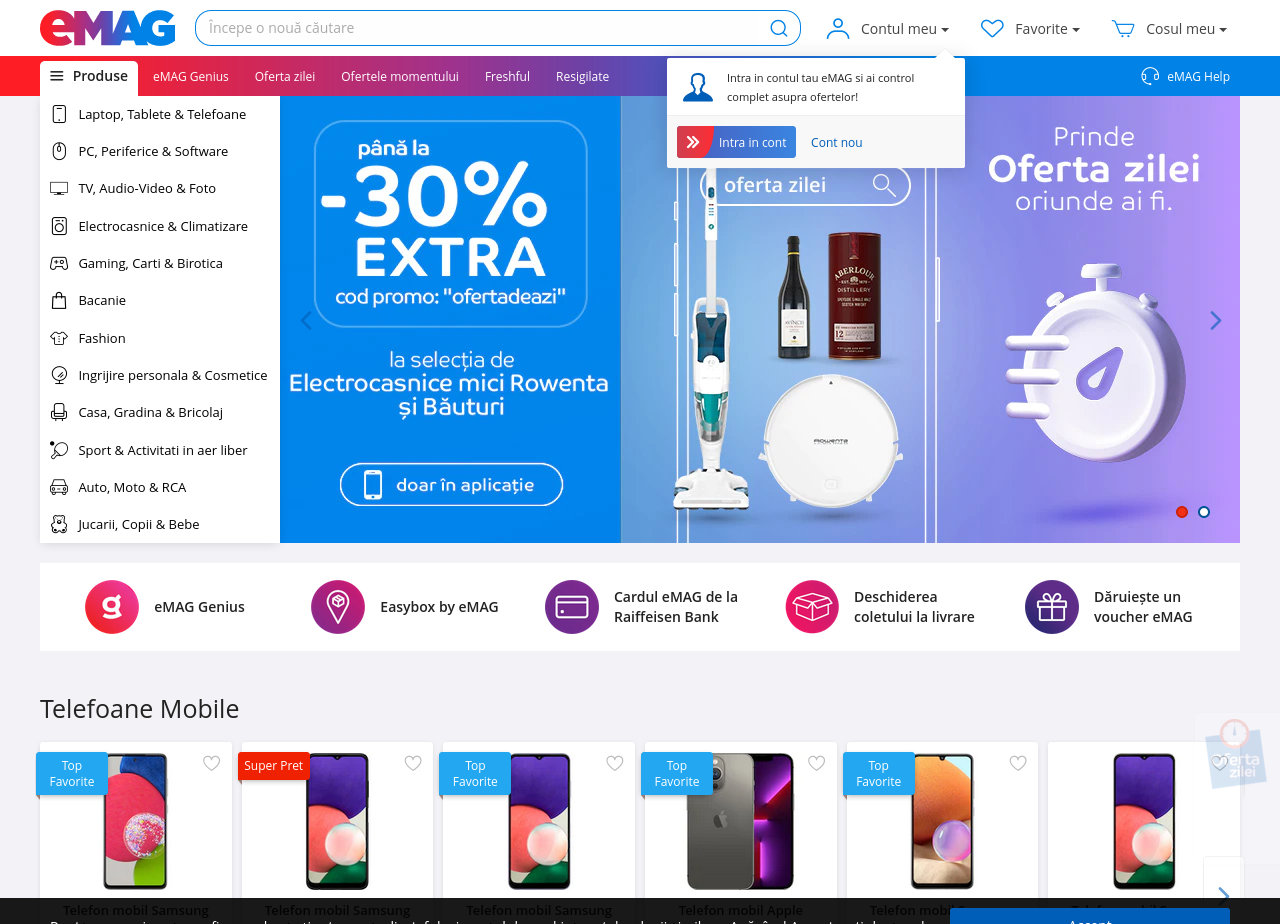 eMAG
Începe o nouă căutare
Contul meu
Favorite
Cosul meu
Produse
eMAG Genius
Oferta zilei
Ofertele momentului
Freshful
Resigilate
eMAG Help
Intra in contul tau eMAG si ai control
complet asupra ofertelor!
Intra in cont
Cont nou
Laptop, Tablete & Telefoane
PC, Periferice & Software
TV, Audio-Video & Foto
Electrocasnice & Climatizare
Gaming, Carti & Birotica
Bacanie
Fashion
Ingrijire personala & Cosmetice
Casa, Gradina & Bricolaj
Sport & Activitati in aer liber
Auto, Moto & RCA
Jucarii, Copii & Bebe
până la
-30%
EXTRA
cod promo: "ofertadeazi"
la selecția de
Electrocasnice mici Rowenta
și Băuturi
doar în aplicație
oferta zilei
ABERLOUR
DISTILLERY
12
ROWENTA
Prinde
Oferta zilei
oriunde ai fi.
eMAG Genius
Easybox by eMAG
Cardul eMAG de la
Raiffeisen Bank
Deschiderea
coletului la livrare
Dăruiește un
voucher eMAG
Telefoane Mobile
Top
Favorite
Super Pret
Top
Favorite
Top
Favorite
Top
Favorite
oferta
zilei
Telefon mobil Samsung
Telefon mobil Samsung
Telefon mobil Samsung
Telefon mobil Apple
Telefon mobil Samsung
Accept